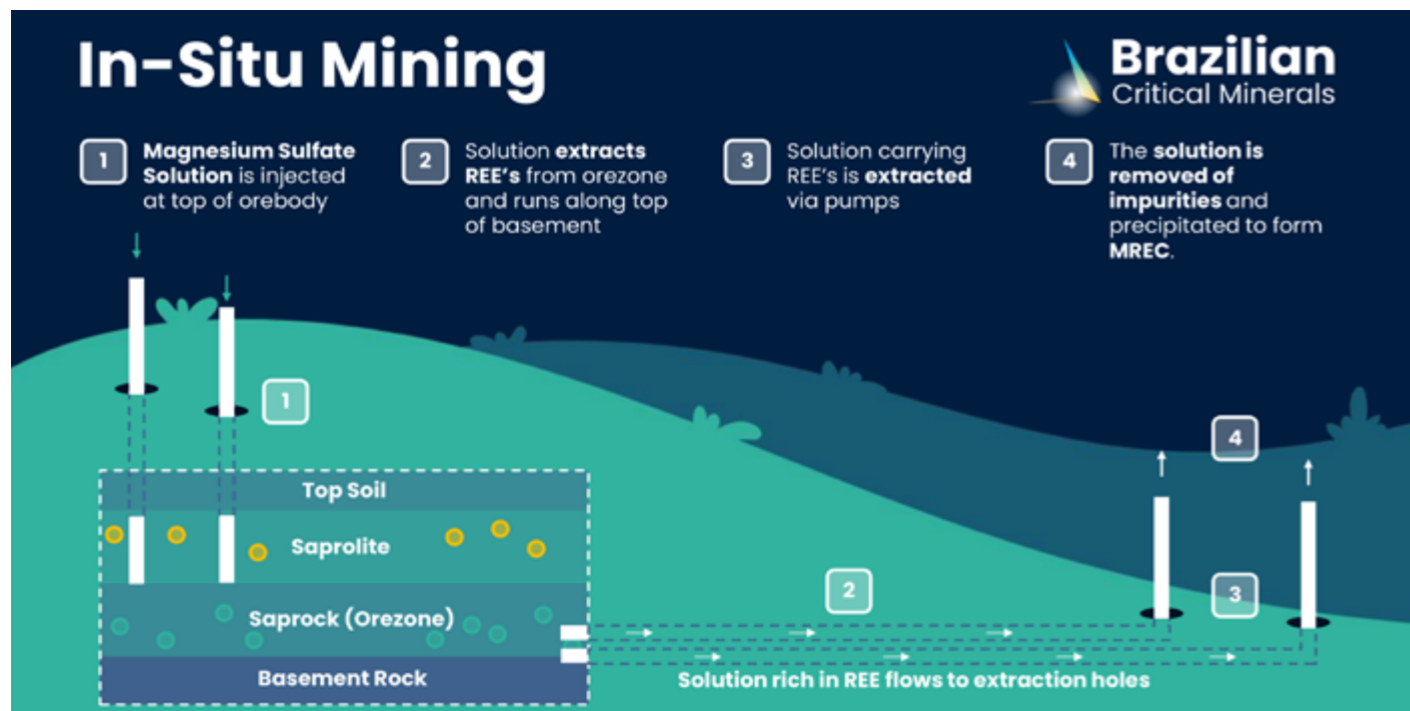 In-Situ Mining
Brazilian
Critical Minerals
1
Magnesium Sulfate
Solution is injected
at top of orebody
2
Solution extracts
REE's from orezone
and runs along top
of basement
3
Solution carrying
REE's is extracted
via pumps
4
The solution is
removed of
impurities and
precipitated to form
MREC.
1
4
Top Soil
Saprolite
2
3
Saprock (Orezone)
Basement Rock
Solution rich in REE flows to extraction holes